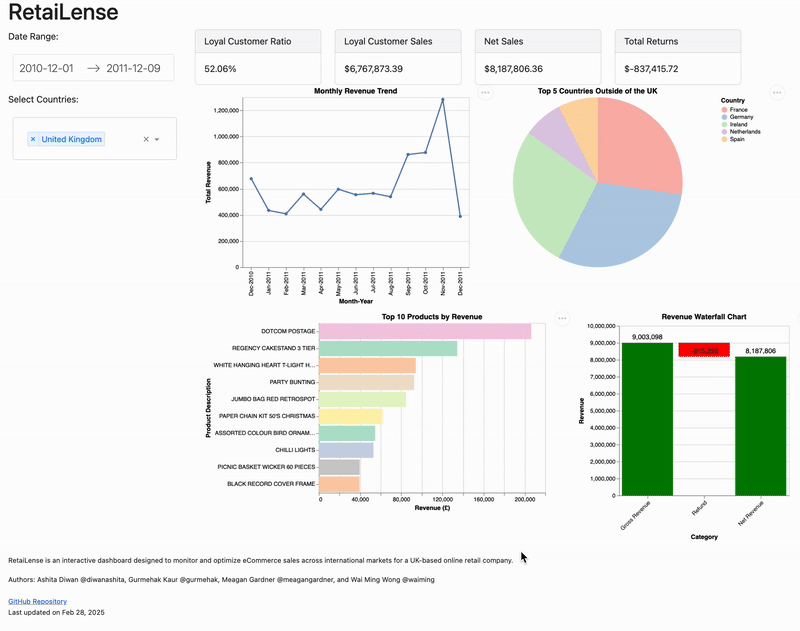 RetaiLense
Date Range:
2010-12-01 → 2011-12-09
Select Countries:
× United Kingdom ×
Loyal Customer Ratio
52.06%
Loyal Customer Sales
$6,767,873.39
Net Sales
$8,187,806.36
Total Returns
$-837,415.72
Monthly Revenue Trend
Total Revenue
1,200,000
1,000,000
800,000
600,000
400,000
200,000
0
Dec-2010
Jan-2011
Feb-2011
Mar-2011
Apr-2011
May-2011
Jun-2011
Jul-2011
Aug-2011
Sep-2011
Oct-2011
Nov-2011
Dec-2011
Month-Year
Top 5 Countries Outside of the UK
Country
France
Germany
Ireland
Netherlands
Spain
Top 10 Products by Revenue
Product Description
DOTCOM POSTAGE
REGENCY CAKESTAND 3 TIER
WHITE HANGING HEART T-LIGHT H...
PARTY BUNTING
JUMBO BAG RED RETROSPOT
PAPER CHAIN KIT 50'S CHRISTMAS
ASSORTED COLOUR BIRD ORNAM...
CHILLI LIGHTS
PICNIC BASKET WICKER 60 PIECES
BLACK RECORD COVER FRAME
0
40,000
80,000
120,000
160,000
200,000
Revenue (£)
Revenue Waterfall Chart
Revenue
10,000,000
9,000,000
8,000,000
7,000,000
6,000,000
5,000,000
4,000,000
3,000,000
2,000,000
1,000,000
0
9,003,098
8,187,806
Gross Revenue
Refund
Net Revenue
Category
RetaiLense is an interactive dashboard designed to monitor and optimize eCommerce sales across international markets for a UK-based online retail company.
Authors: Ashita Diwan @diwanashita, Gurmehak Kaur @gurmehak, Meagan Gardner @meagangardner, and Wai Ming Wong @waiming
GitHub Repository
Last updated on Feb 28, 2025